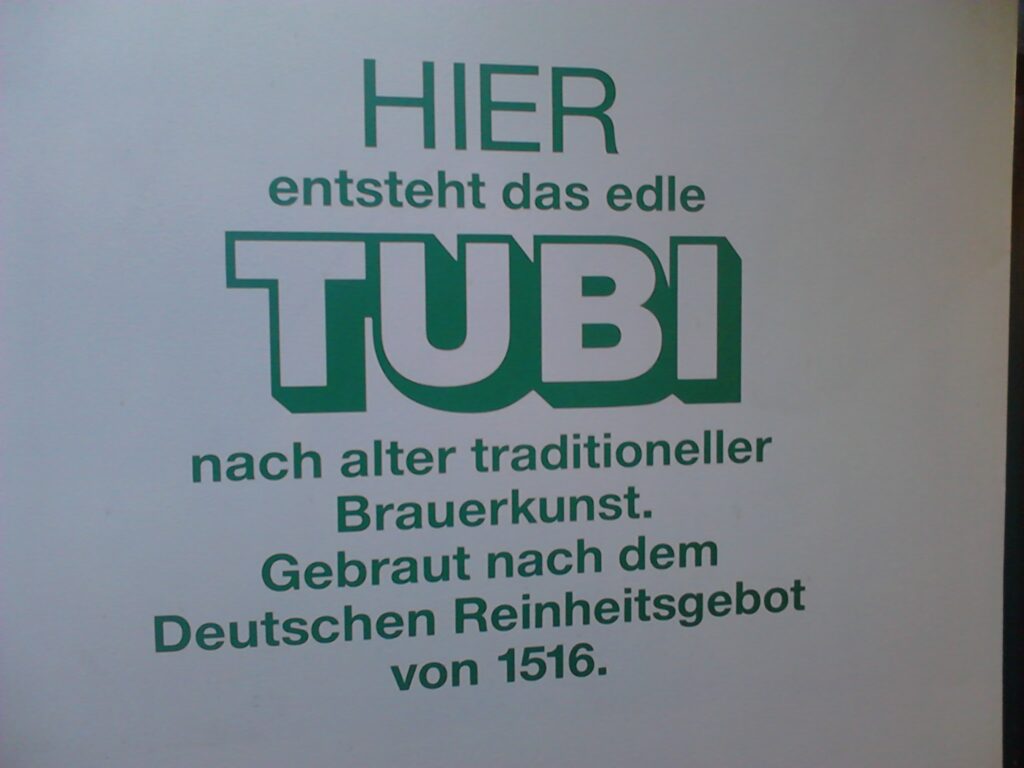 HIER
entsteht das edle
TUBI
nach alter traditioneller
Brauerkunst.
Gebraut nach dem
Deutschen Reinheitsgebot
von 1516.